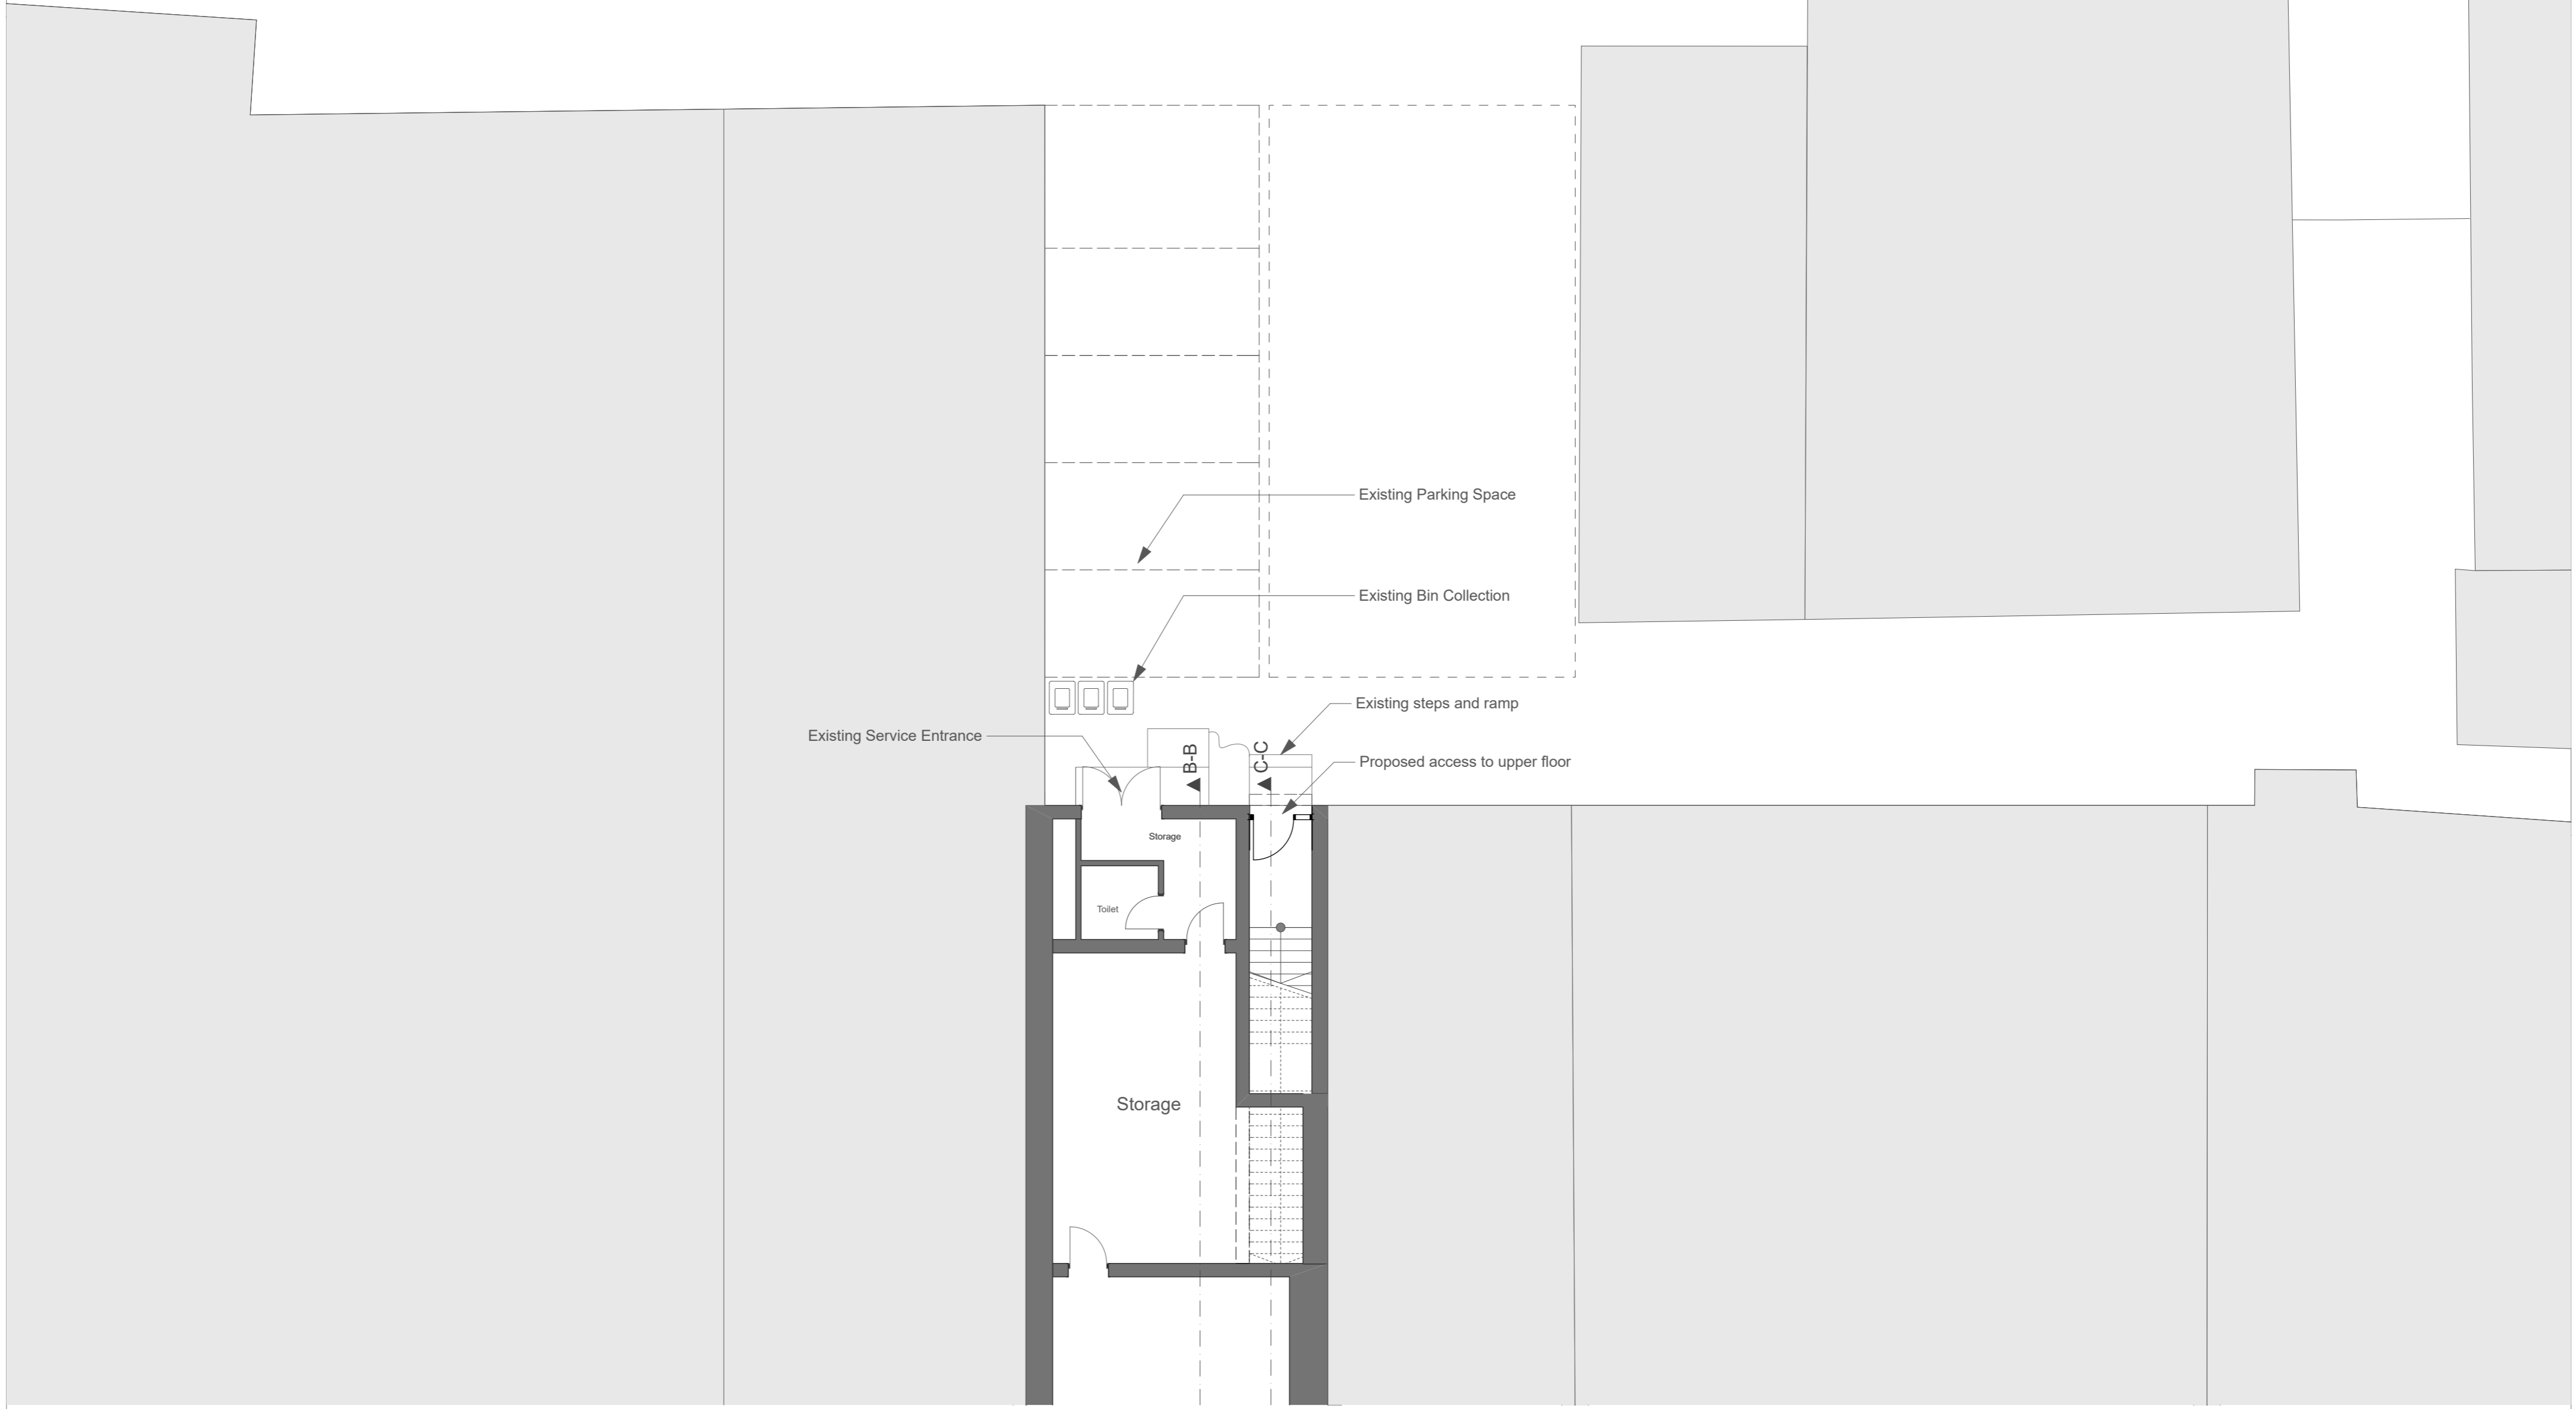 Existing Parking Space
Existing Bin Collection
Existing steps and ramp
Existing Service Entrance
B-B
C-C
Proposed access to upper floor
Storage
Toilet
Storage